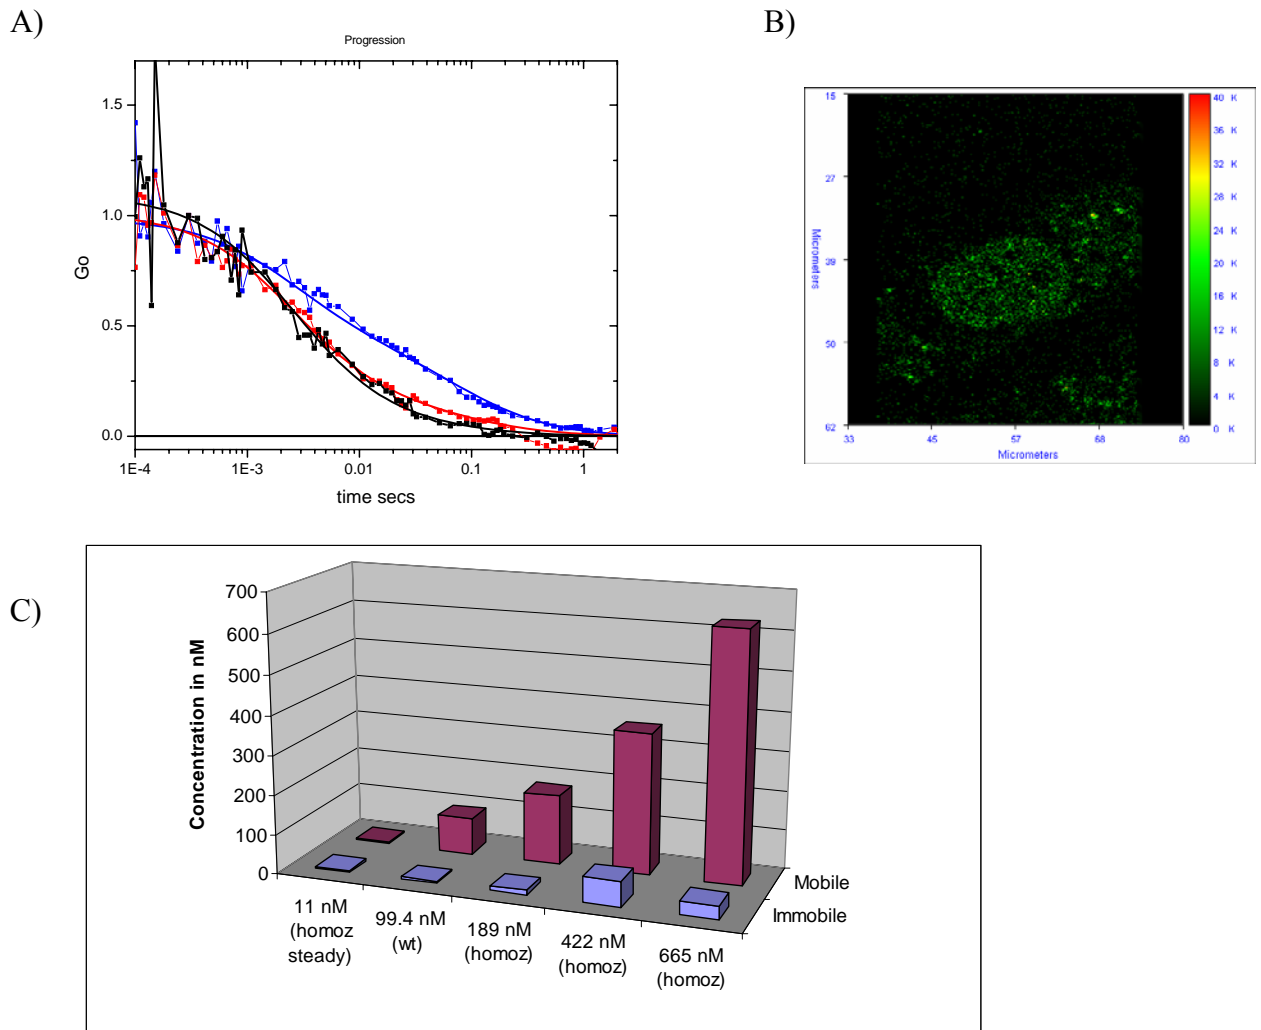 A)
B)
Progression
Go
1.5
1.0
0.5
0.0
1E-4
1E-3
0.01
0.1
1
time secs
15
27
39
50
62
Micrometers
33
45
57
68
80
Micrometers
40 K
36 K
32 K
28 K
24 K
20 K
16 K
12 K
8 K
4 K
0 K
C)
Concentration in nM
700
600
500
400
300
200
100
0
11 nM
(homoz
steady)
99.4 nM
(wt)
189 nM
(homoz)
422 nM
(homoz)
665 nM
(homoz)
Mobile
Immobile